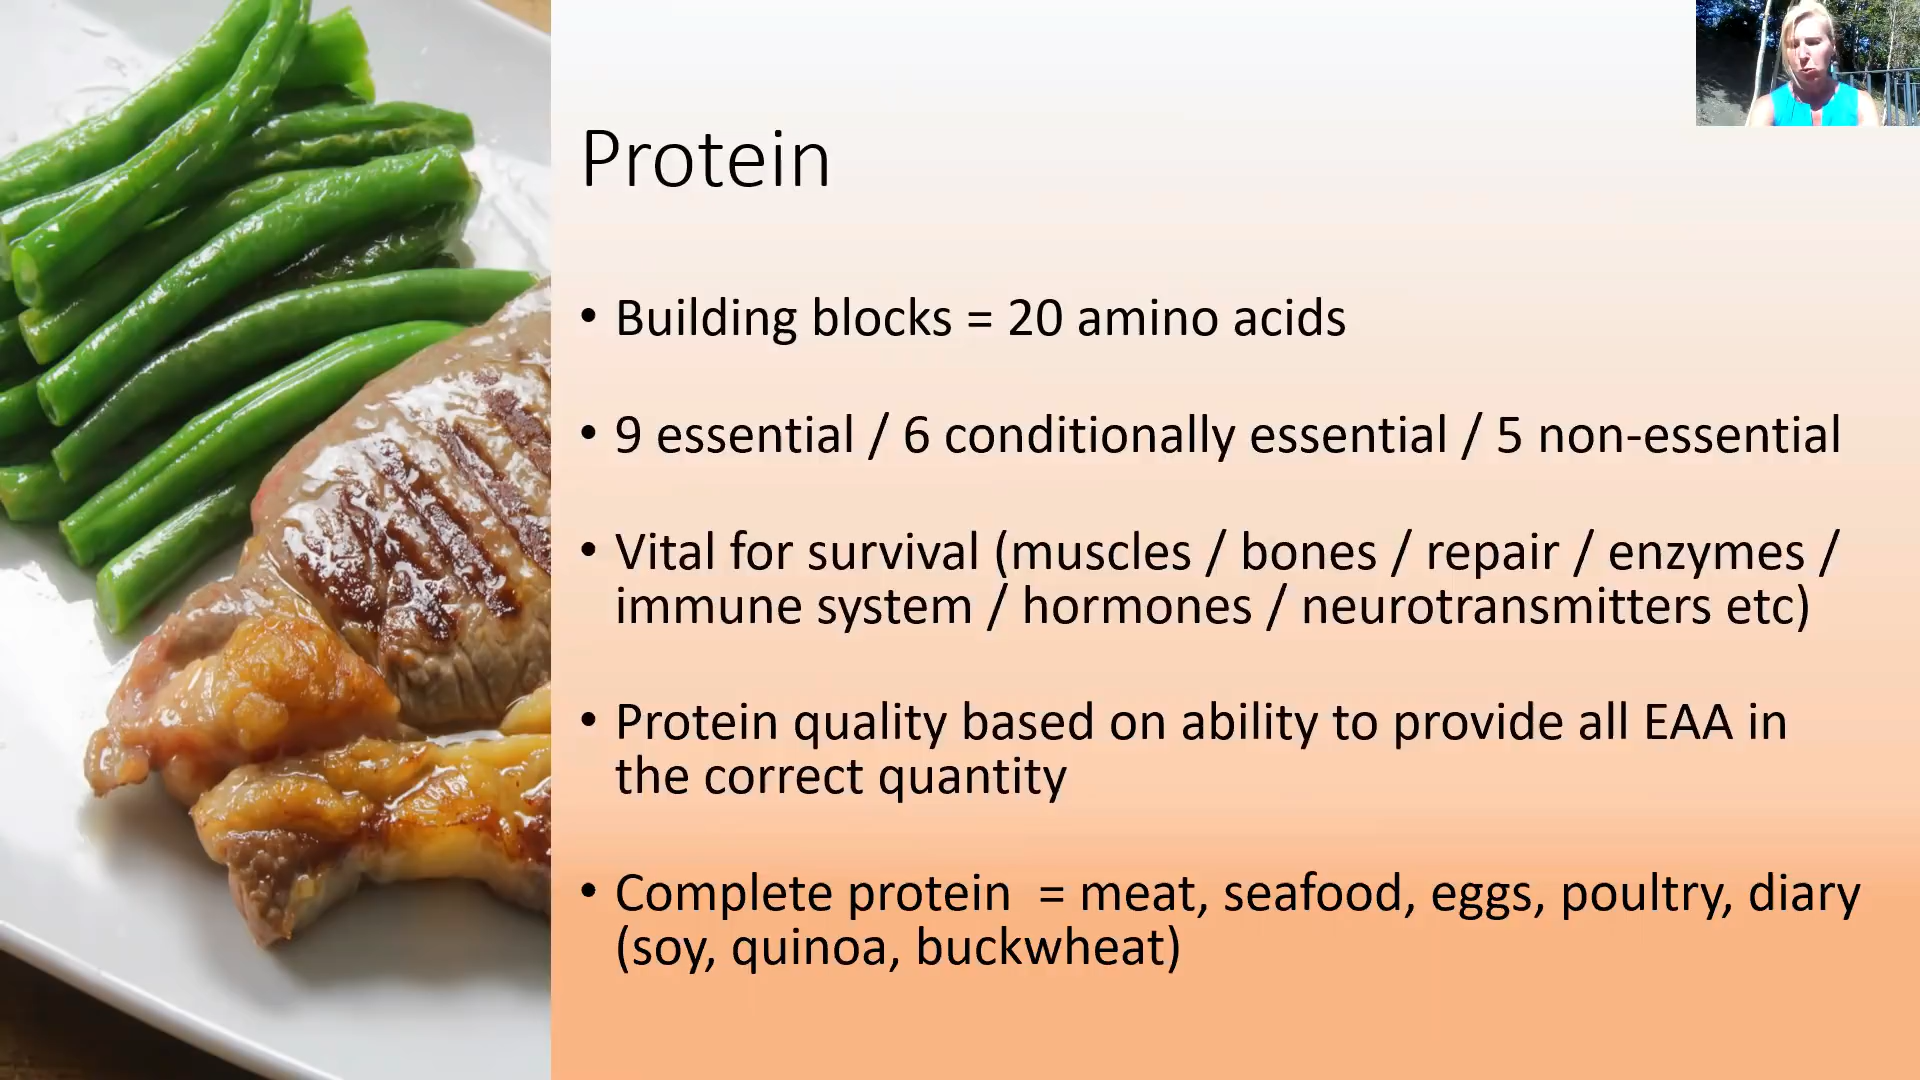 Protein
• Building blocks = 20 amino acids
• 9 essential / 6 conditionally essential / 5 non-essential
• Vital for survival (muscles / bones / repair / enzymes /
immune system / hormones / neurotransmitters etc)
• Protein quality based on ability to provide all EAA in
the correct quantity
• Complete protein  = meat, seafood, eggs, poultry, diary
(soy, quinoa, buckwheat)